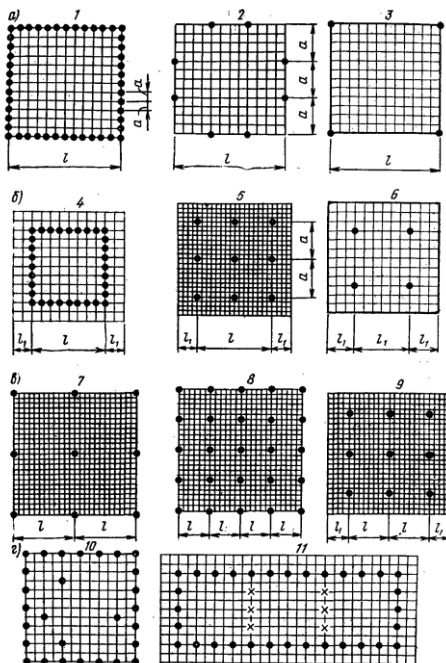 а) 1 2 3
a a a a a
l l l
б) 4 5 6
a a
l₁ l l₁ l₁ l l₁ l₁ l₁ l₁
в) 7 8 9
l l l l l l l₁ l l l₁
г) 10 11